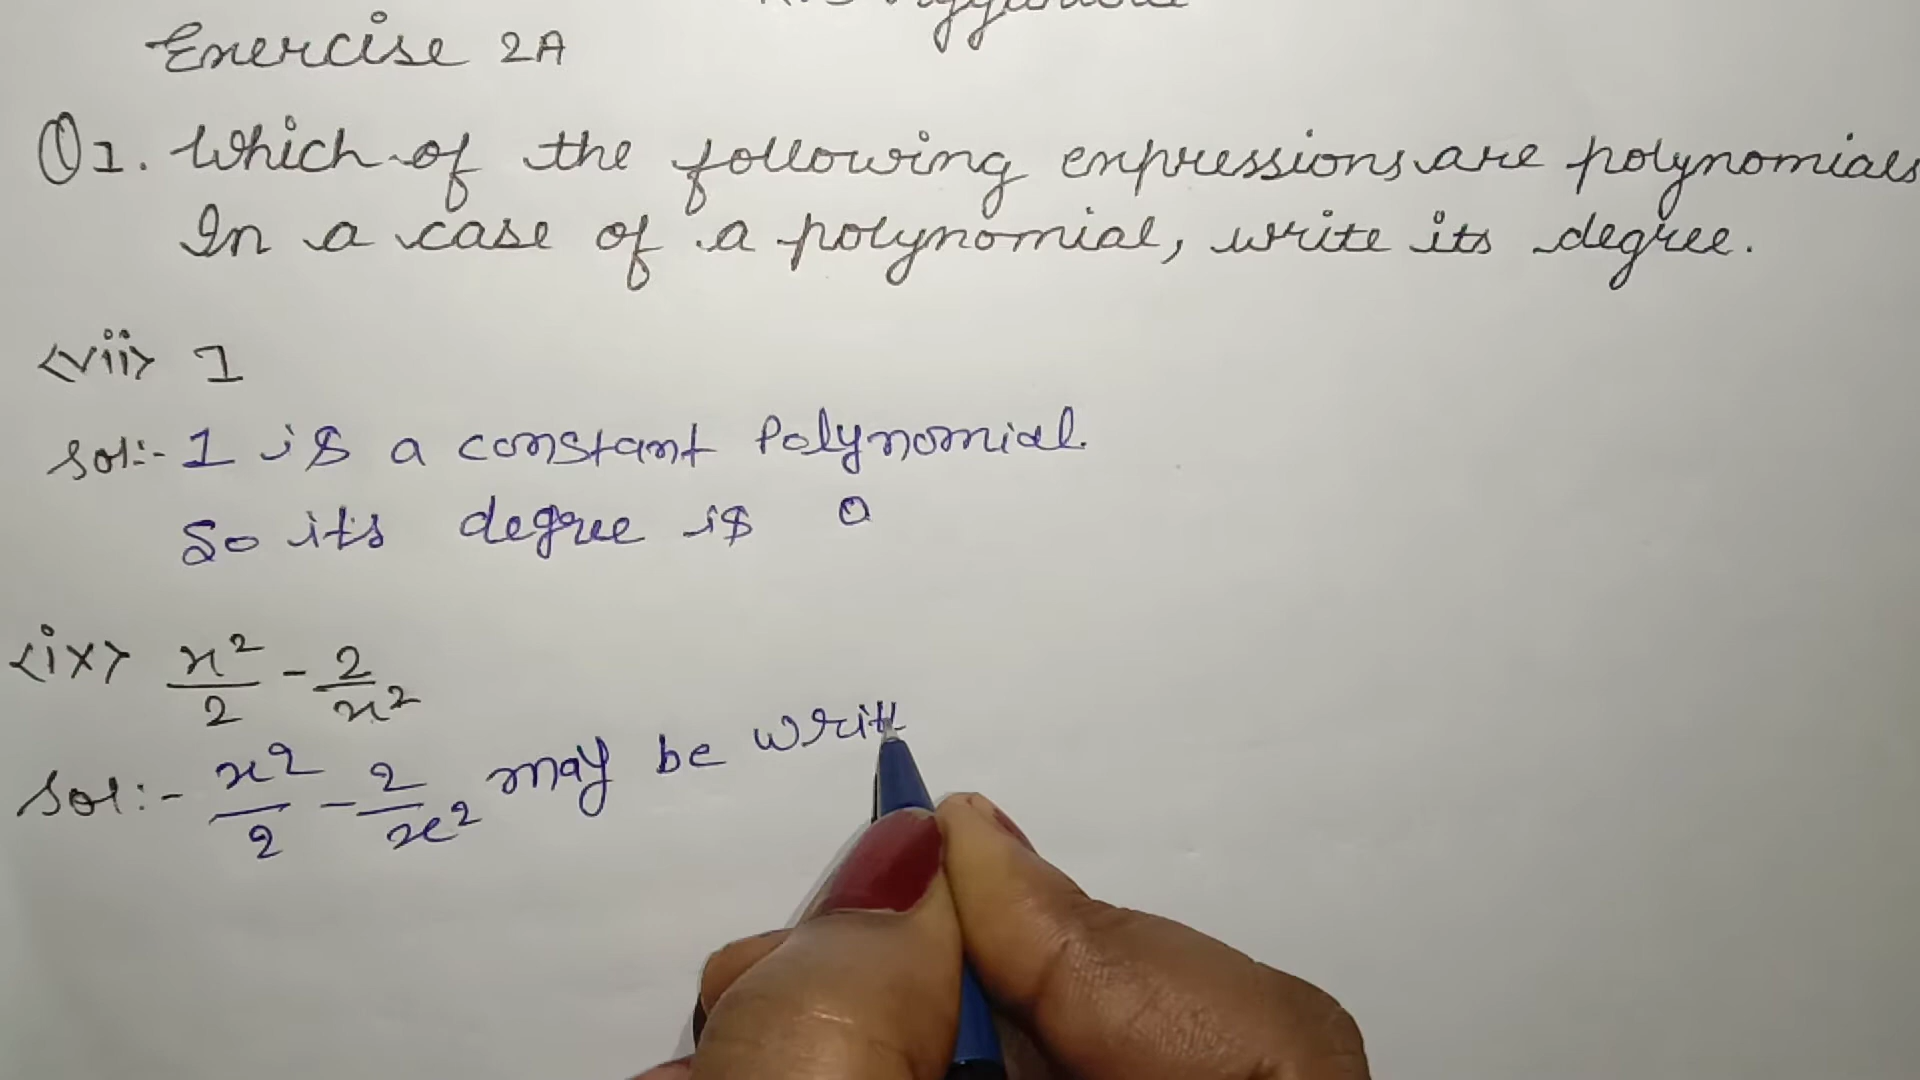 Exercise 2A
Q1. Which of the following expressions are polynomials
In a case of a polynomial, write its degree.
<vii> 1
Sol:- 1 is a constant Polynomial.
So its degree is 0
<ix> x²/2 - 2/x²
Sol:- x²/2 - 2/x² may be writt